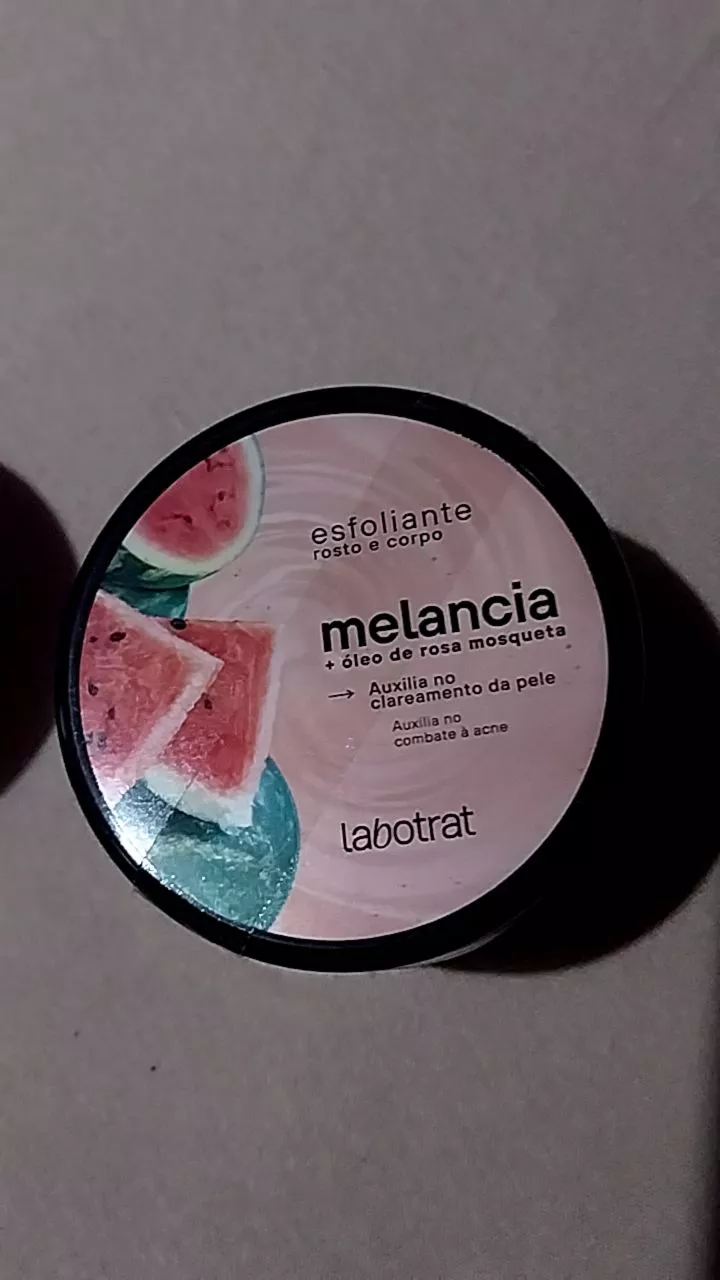 esfoliante
rosto e corpo
melancia
+ óleo de rosa mosqueta
→ Auxilia no
clareamento da pele
Auxilia no
combate à acne
labotrat